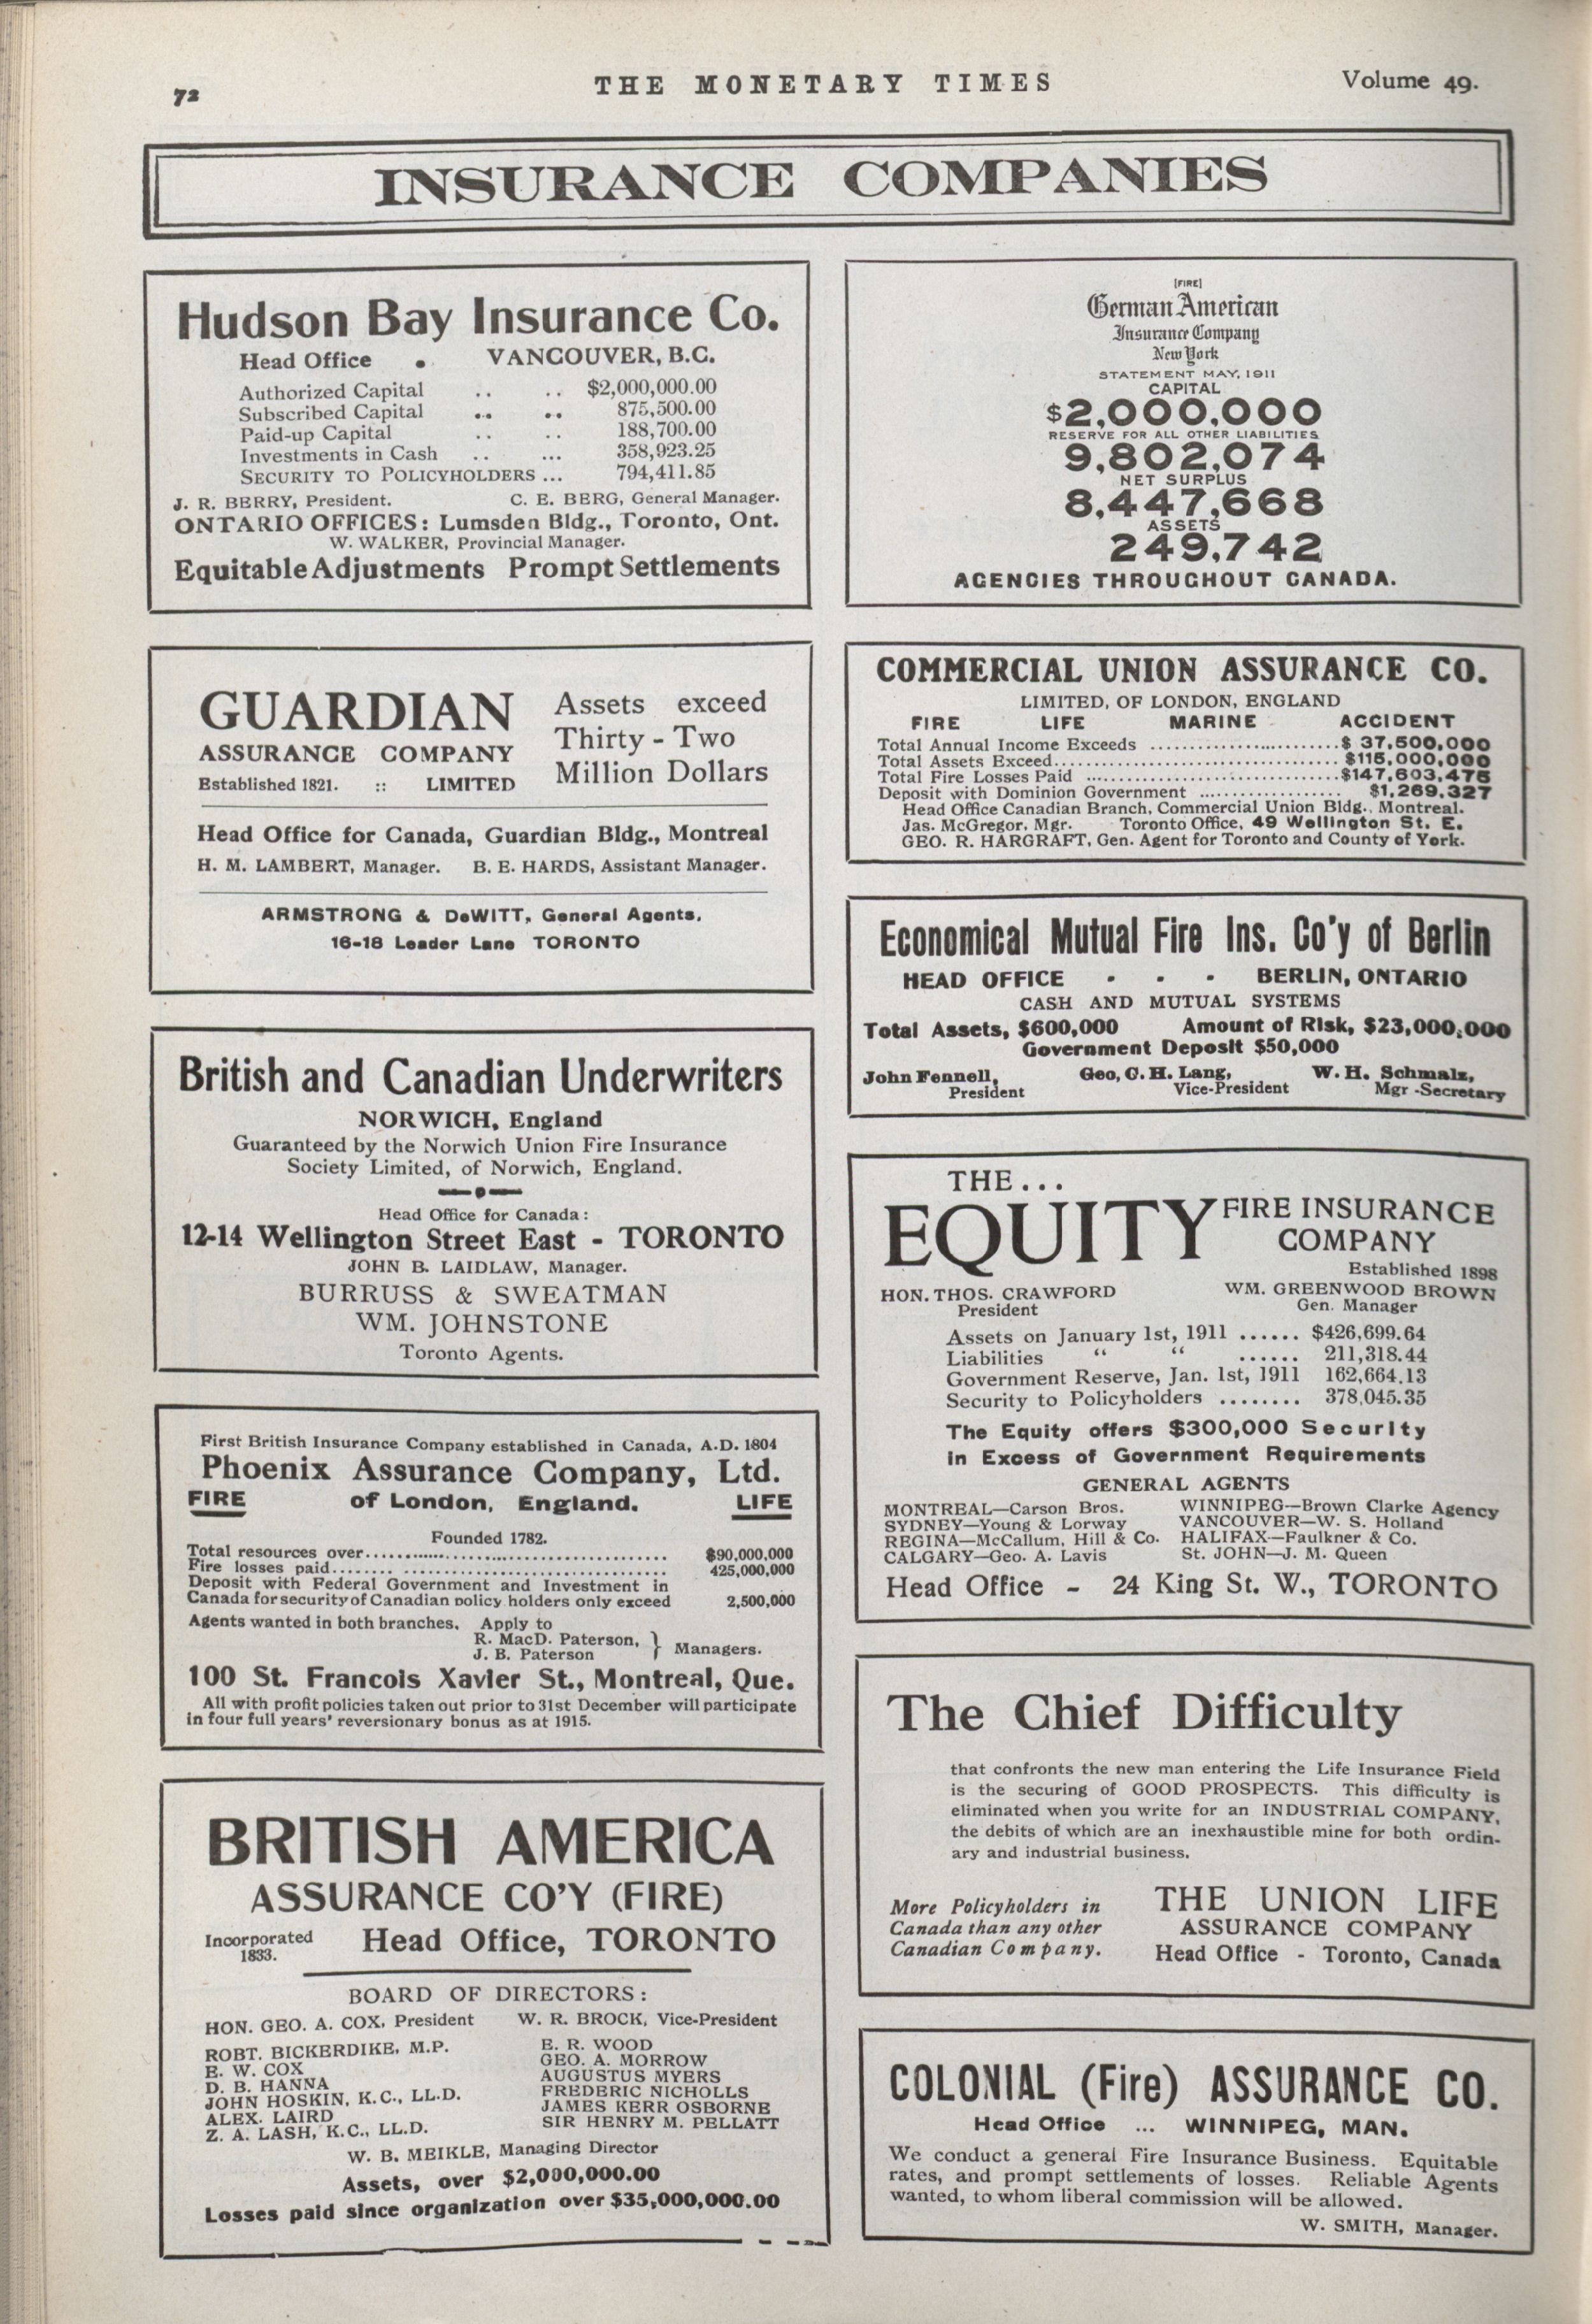 72
THE MONETARY TIMES
Volume 49.
INSURANCE COMPANIES
Hudson Bay Insurance Co.
Head Office . VANCOUVER, B.C.
Authorized Capital .. .. $2,000,000.00
Subscribed Capital .. .. 875,500.00
Paid-up Capital .. .. 188,700.00
Investments in Cash .. ... 358,923.25
SECURITY TO POLICYHOLDERS ... 794,411.85
J. R. BERRY, President. C. E. BERG, General Manager.
ONTARIO OFFICES: Lumsden Bldg., Toronto, Ont.
W. WALKER, Provincial Manager.
Equitable Adjustments Prompt Settlements
GUARDIAN
ASSURANCE COMPANY
Established 1821. :: LIMITED
Assets exceed
Thirty - Two
Million Dollars
Head Office for Canada, Guardian Bldg., Montreal
H. M. LAMBERT, Manager. B. E. HARDS, Assistant Manager.
ARMSTRONG & DeWITT, General Agents,
16-18 Leader Lane TORONTO
British and Canadian Underwriters
NORWICH, England
Guaranteed by the Norwich Union Fire Insurance
Society Limited, of Norwich, England.
Head Office for Canada:
12-14 Wellington Street East - TORONTO
JOHN B. LAIDLAW, Manager.
BURRUSS & SWEATMAN
WM. JOHNSTONE
Toronto Agents.
First British Insurance Company established in Canada, A.D. 1804
Phoenix Assurance Company, Ltd.
FIRE of London, England. LIFE
Founded 1782.
Total resources over.......................................... $90,000,000
Fire losses paid.......................................... 425,000,000
Deposit with Federal Government and Investment in
Canada for security of Canadian policy holders only exceed 2,500,000
Agents wanted in both branches. Apply to
R. MacD. Paterson, } Managers.
J. B. Paterson
100 St. Francois Xavier St., Montreal, Que.
All with profit policies taken out prior to 31st December will participate
in four full years' reversionary bonus as at 1915.
BRITISH AMERICA
ASSURANCE CO'Y (FIRE)
Incorporated
1833.
Head Office, TORONTO
BOARD OF DIRECTORS:
HON. GEO. A. COX, President W. R. BROCK, Vice-President
ROBT. BICKERDIKE, M.P.
E. W. COX
D. B. HANNA
JOHN HOSKIN, K.C., LL.D.
ALEX. LAIRD
Z. A. LASH, K.C., LL.D.
E. R. WOOD
GEO. A. MORROW
AUGUSTUS MYERS
FREDERIC NICHOLLS
JAMES KERR OSBORNE
SIR HENRY M. PELLATT
W. B. MEIKLE, Managing Director
Assets, over $2,000,000.00
Losses paid since organization over $35,000,000.00
[FIRE]
German American
Insurance Company
New York
STATEMENT MAY, 1911
CAPITAL
$2,000,000
RESERVE FOR ALL OTHER LIABILITIES
9,802,074
NET SURPLUS
8,447,668
ASSETS
249,742
AGENCIES THROUGHOUT CANADA.
COMMERCIAL UNION ASSURANCE CO.
LIMITED, OF LONDON, ENGLAND
FIRE LIFE MARINE ACCIDENT
Total Annual Income Exceeds ............................$ 37,500,000
Total Assets Exceed........................................ $115,000,000
Total Fire Losses Paid .....................................$147,603,475
Deposit with Dominion Government .................... $1,269,327
Head Office Canadian Branch, Commercial Union Bldg., Montreal.
Jas. McGregor, Mgr. Toronto Office, 49 Wellington St. E.
GEO. R. HARGRAFT, Gen. Agent for Toronto and County of York.
Economical Mutual Fire Ins. Co'y of Berlin
HEAD OFFICE - - - BERLIN, ONTARIO
CASH AND MUTUAL SYSTEMS
Total Assets, $600,000 Amount of Risk, $23,000,000
Government Deposit $50,000
John Fennell, Geo, C. H. Lang, W. H. Schmalz,
President Vice-President Mgr -Secretary
THE...
EQUITY FIRE INSURANCE
COMPANY
Established 1898
HON. THOS. CRAWFORD WM. GREENWOOD BROWN
President Gen. Manager
Assets on January 1st, 1911 ...... $426,699.64
Liabilities " " ...... 211,318.44
Government Reserve, Jan. 1st, 1911 162,664.13
Security to Policyholders ........ 378,045.35
The Equity offers $300,000 Security
in Excess of Government Requirements
GENERAL AGENTS
MONTREAL—Carson Bros. WINNIPEG—Brown Clarke Agency
SYDNEY—Young & Lorway VANCOUVER—W. S. Holland
REGINA—McCallum, Hill & Co. HALIFAX—Faulkner & Co.
CALGARY—Geo. A. Lavis St. JOHN—J. M. Queen
Head Office - 24 King St. W., TORONTO
The Chief Difficulty
that confronts the new man entering the Life Insurance Field
is the securing of GOOD PROSPECTS. This difficulty is
eliminated when you write for an INDUSTRIAL COMPANY,
the debits of which are an inexhaustible mine for both ordin-
ary and industrial business.
More Policyholders in
Canada than any other
Canadian Company.
THE UNION LIFE
ASSURANCE COMPANY
Head Office - Toronto, Canada
COLONIAL (Fire) ASSURANCE CO.
Head Office ... WINNIPEG, MAN.
We conduct a general Fire Insurance Business. Equitable
rates, and prompt settlements of losses. Reliable Agents
wanted, to whom liberal commission will be allowed.
W. SMITH, Manager.